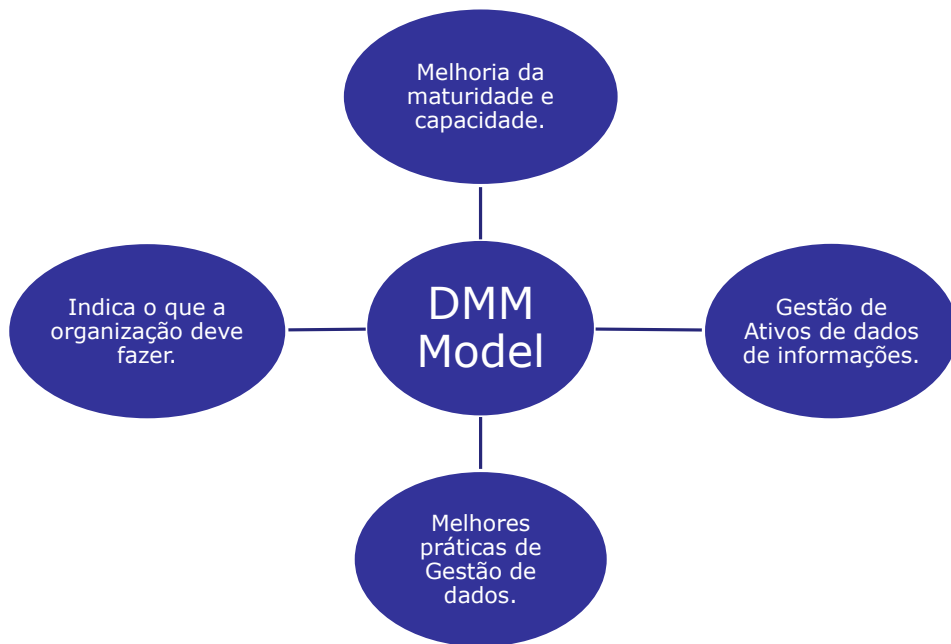 Melhoria da
maturidade e
capacidade.
Indica o que a
organização deve
fazer.
DMM
Model
Gestão de
Ativos de dados
de informações.
Melhores
práticas de
Gestão de
dados.